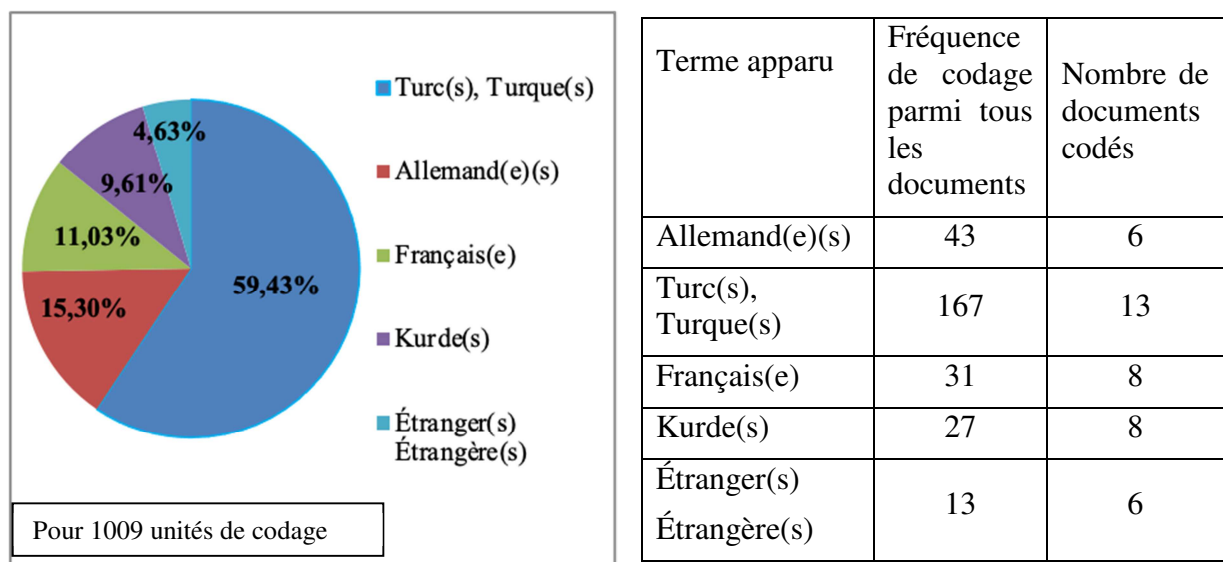 4,63%
9,61%
11,03%
15,30%
59,43%
Turc(s), Turque(s)
Allemand(e)(s)
Français(e)
Kurde(s)
Étranger(s)
Étrangère(s)
Pour 1009 unités de codage
Terme apparu
Fréquence
de codage
parmi tous
les
documents
Nombre de
documents
codés
Allemand(e)(s)
43
6
Turc(s),
Turque(s)
167
13
Français(e)
31
8
Kurde(s)
27
8
Étranger(s)
Étrangère(s)
13
6